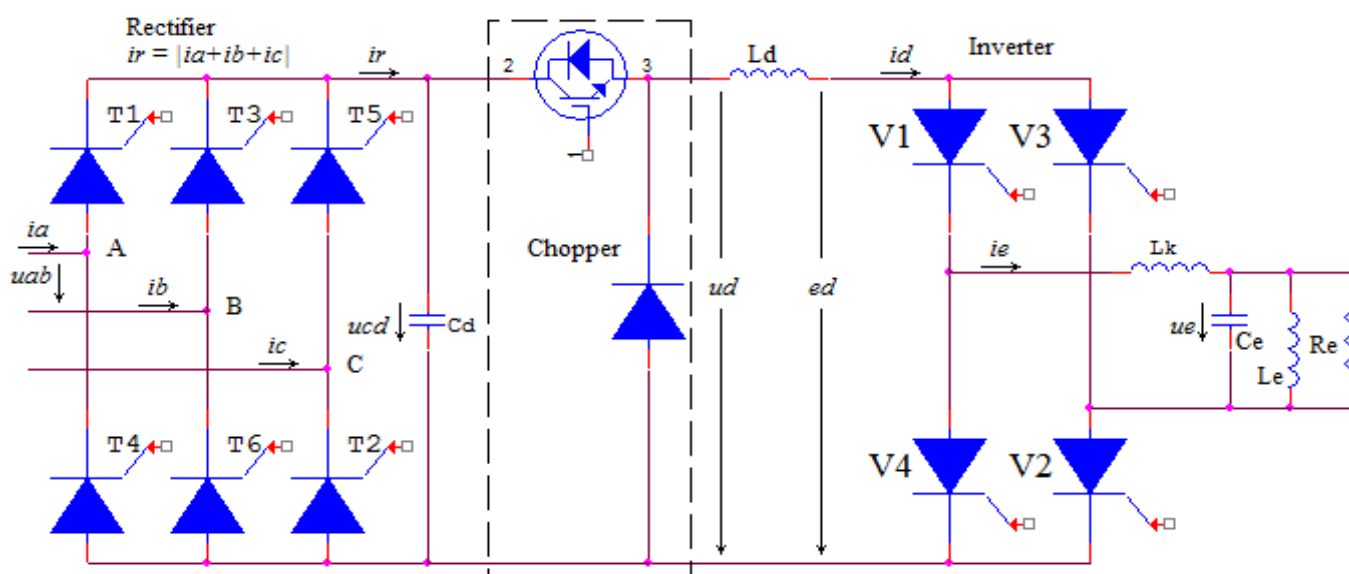 Rectifier
ir = |ia+ib+ic|
ir
2
3
Ld
id
Inverter
T1
T3
T5
1
V1
V3
ia
A
uab
ib
B
ic
C
ucd
Cd
Chopper
ud
ed
ie
Lk
ue
Ce
Le
Re
T4
T6
T2
V4
V2